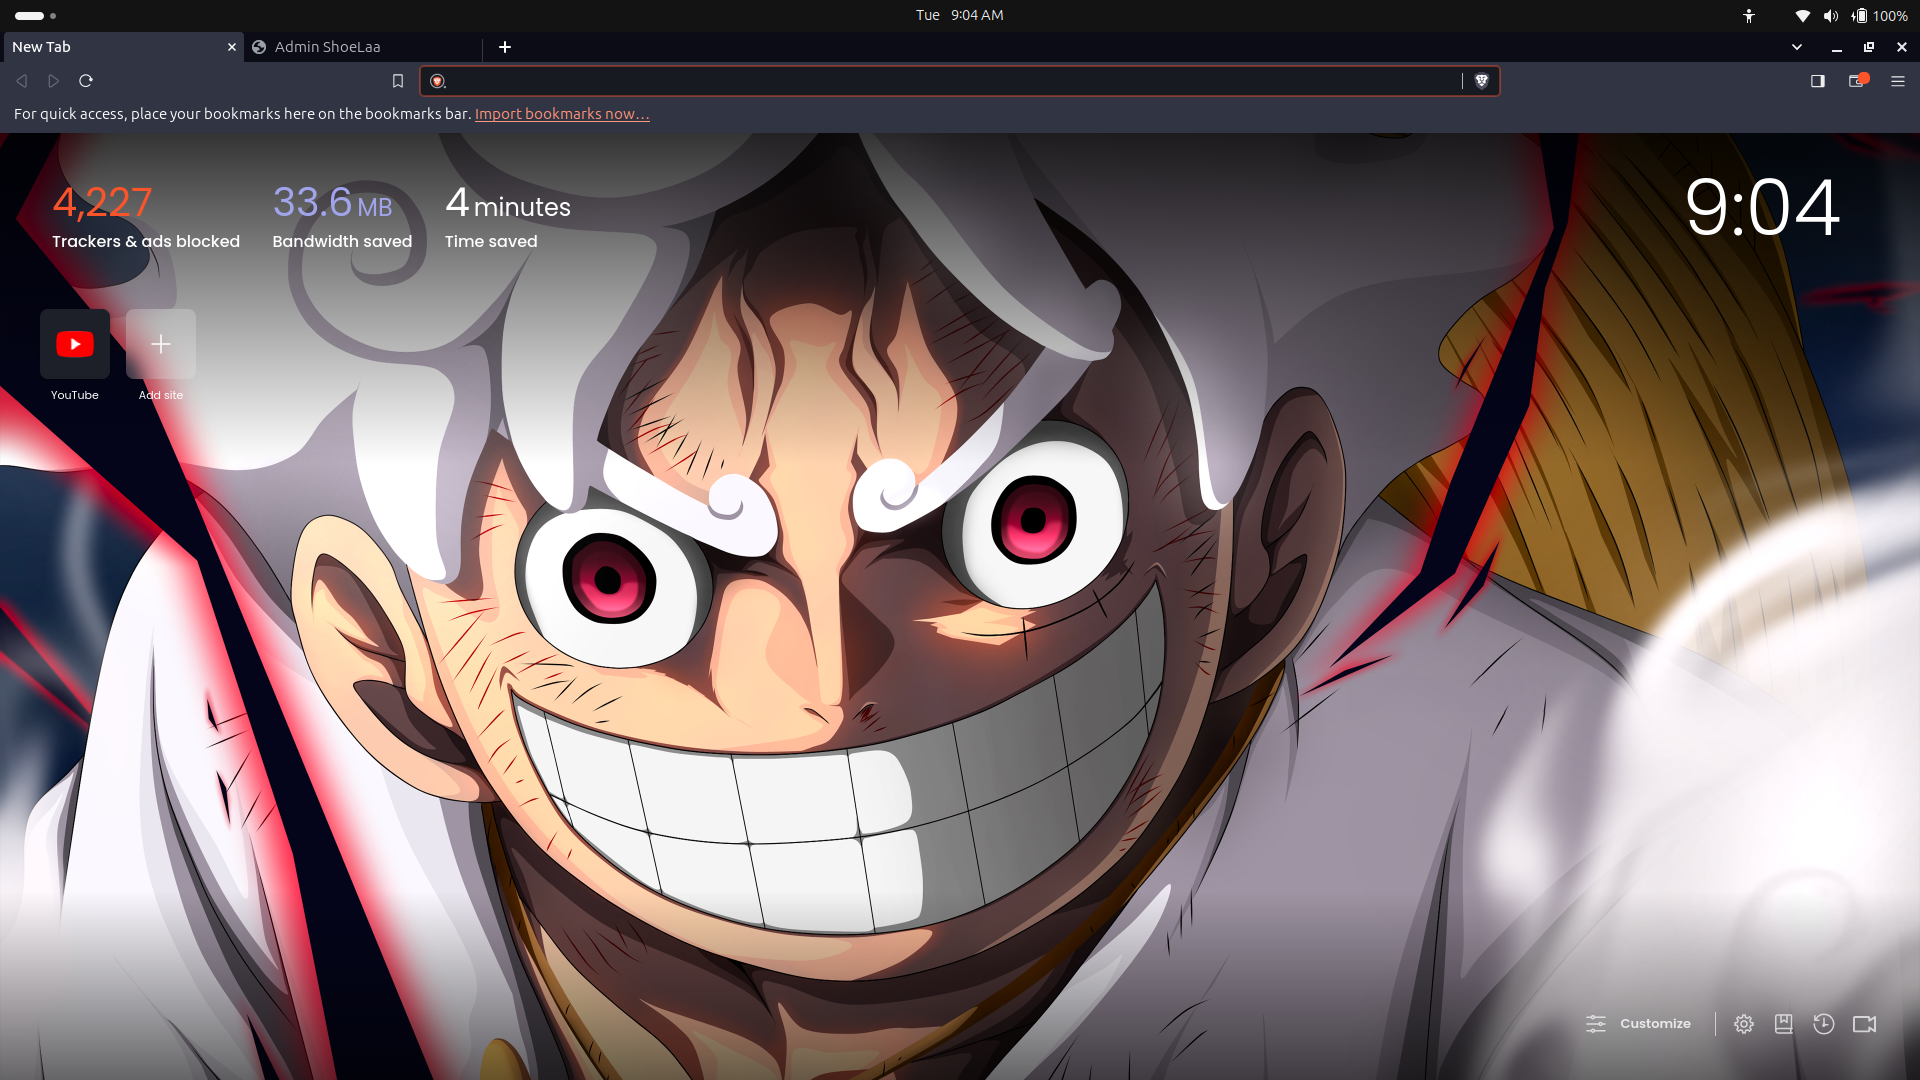 Tue 9:04 AM
100%
New Tab
Admin ShoeLaa
For quick access, place your bookmarks here on the bookmarks bar. Import bookmarks now...
4,227
Trackers & ads blocked
33.6 MB
Bandwidth saved
4 minutes
Time saved
9:04
YouTube
Add site
Customize